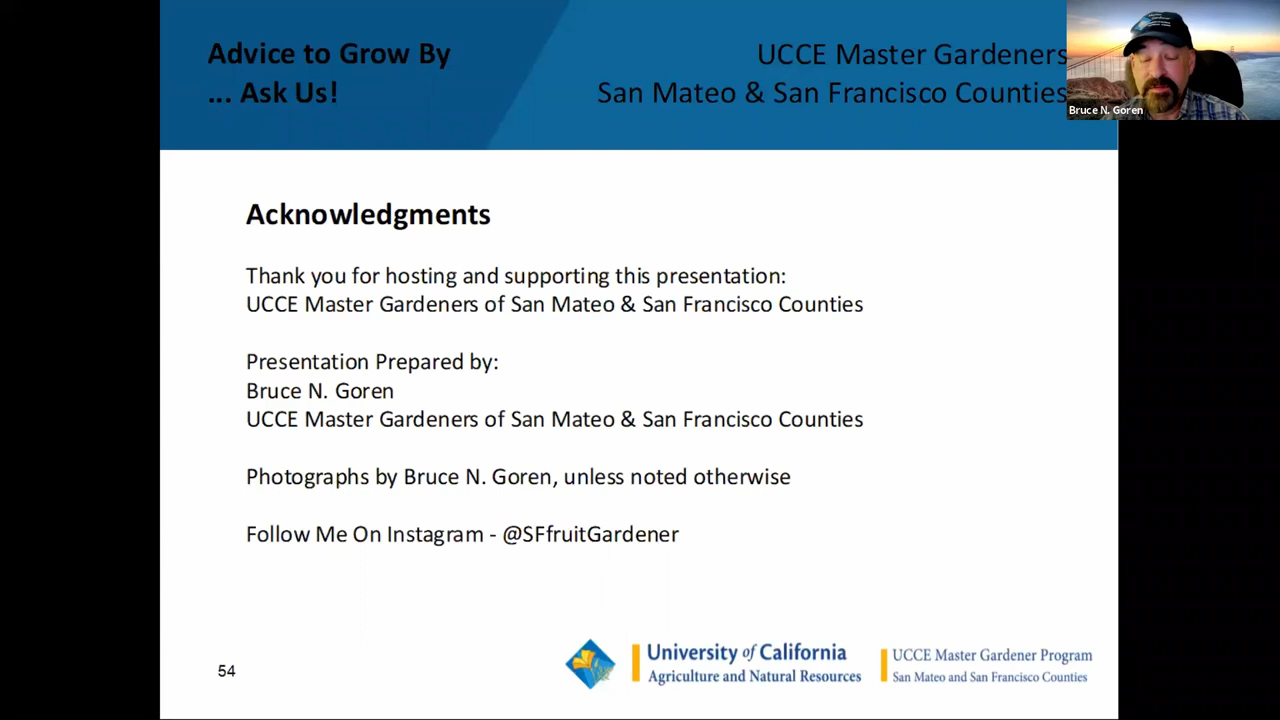 Advice to Grow By
... Ask Us!
UCCE Master Gardeners
San Mateo & San Francisco Counties
Bruce N. Goren
Acknowledgments
Thank you for hosting and supporting this presentation:
UCCE Master Gardeners of San Mateo & San Francisco Counties
Presentation Prepared by:
Bruce N. Goren
UCCE Master Gardeners of San Mateo & San Francisco Counties
Photographs by Bruce N. Goren, unless noted otherwise
Follow Me On Instagram - @SFfruitGardener
54
University of California
Agriculture and Natural Resources
UCCE Master Gardener Program
San Mateo and San Francisco Counties